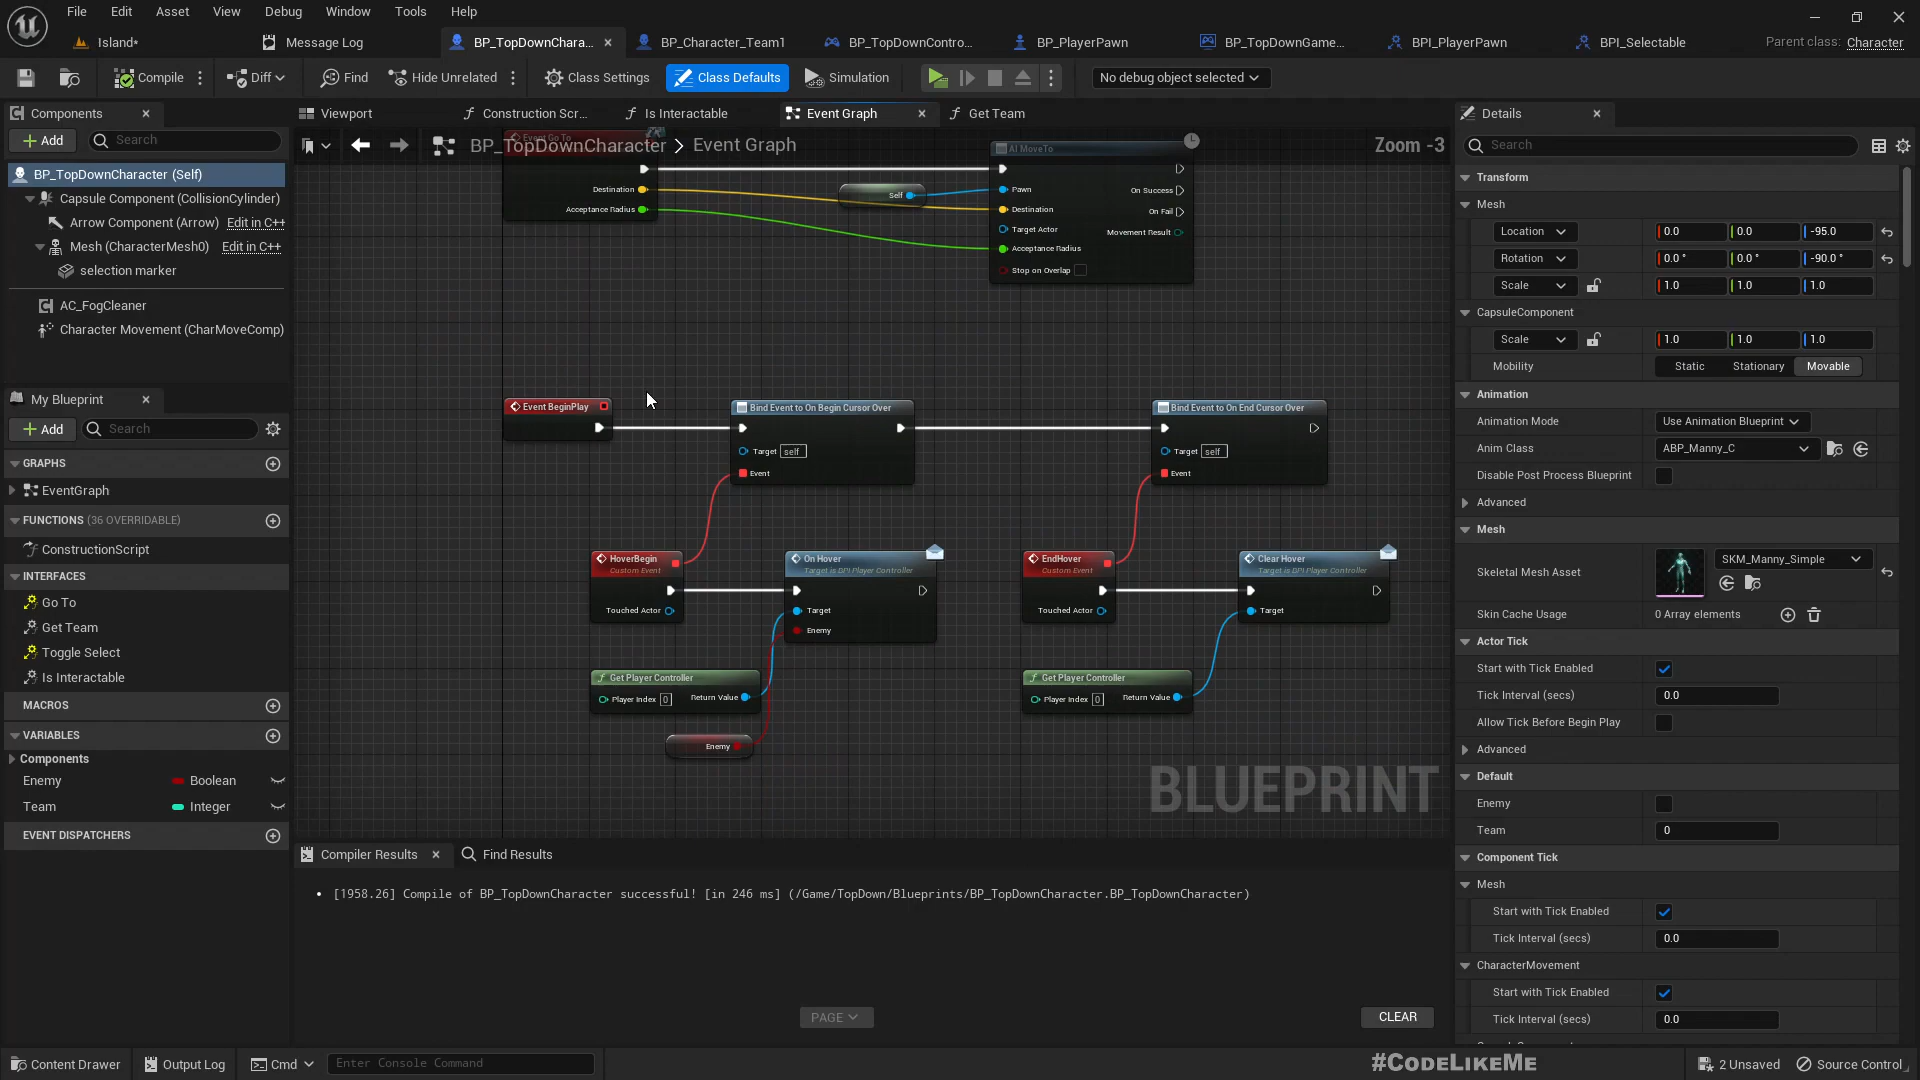 File Edit Asset View Debug Window Tools Help
Island* Message Log BP_TopDownChara... BP_Character_Team1 BP_TopDownContro... BP_PlayerPawn BP_TopDownGame... BPI_PlayerPawn BPI_Selectable Parent class: Character
Compile Diff Find Hide Unrelated Class Settings Class Defaults Simulation No debug object selected
Components
Add Search
BP_TopDownCharacter (Self)
Capsule Component (CollisionCylinder)
Arrow Component (Arrow) Edit in C++
Mesh (CharacterMesh0) Edit in C++
selection marker
AC_FogCleaner
Character Movement (CharMoveComp)
My Blueprint
Add Search
GRAPHS
EventGraph
FUNCTIONS (36 OVERRIDABLE)
ConstructionScript
INTERFACES
Go To
Get Team
Toggle Select
Is Interactable
MACROS
VARIABLES
Components
Enemy Boolean
Team Integer
EVENT DISPATCHERS
Viewport Construction Scr... Is Interactable Event Graph Get Team
BP_TopDownCharacter > Event Graph Zoom -3
Event Go To
Destination
Acceptance Radius
Self
AI MoveTo
Pawn On Success
Destination On Fail
Target Actor Movement Result
Acceptance Radius
Stop on Overlap
Event BeginPlay
Bind Event to On Begin Cursor Over
Target self
Event
Bind Event to On End Cursor Over
Target self
Event
HoverBegin
Custom Event
Touched Actor
On Hover
Target is BPI Player Controller
Target
Enemy
EndHover
Custom Event
Touched Actor
Clear Hover
Target is BPI Player Controller
Target
Get Player Controller
Player Index 0 Return Value
Get Player Controller
Player Index 0 Return Value
Enemy
BLUEPRINT
Compiler Results Find Results
[1958.26] Compile of BP_TopDownCharacter successful! [in 246 ms] (/Game/TopDown/Blueprints/BP_TopDownCharacter.BP_TopDownCharacter)
PAGE CLEAR
Details
Search
Transform
Mesh
Location 0.0 0.0 -95.0
Rotation 0.0 ° 0.0 ° -90.0 °
Scale 1.0 1.0 1.0
CapsuleComponent
Scale 1.0 1.0 1.0
Mobility Static Stationary Movable
Animation
Animation Mode Use Animation Blueprint
Anim Class ABP_Manny_C
Disable Post Process Blueprint
Advanced
Mesh
Skeletal Mesh Asset SKM_Manny_Simple
Skin Cache Usage 0 Array elements
Actor Tick
Start with Tick Enabled
Tick Interval (secs) 0.0
Allow Tick Before Begin Play
Advanced
Default
Enemy
Team 0
Component Tick
Mesh
Start with Tick Enabled
Tick Interval (secs) 0.0
CharacterMovement
Start with Tick Enabled
Tick Interval (secs) 0.0
Content Drawer Output Log Cmd Enter Console Command #CODELIKEME 2 Unsaved Source Control